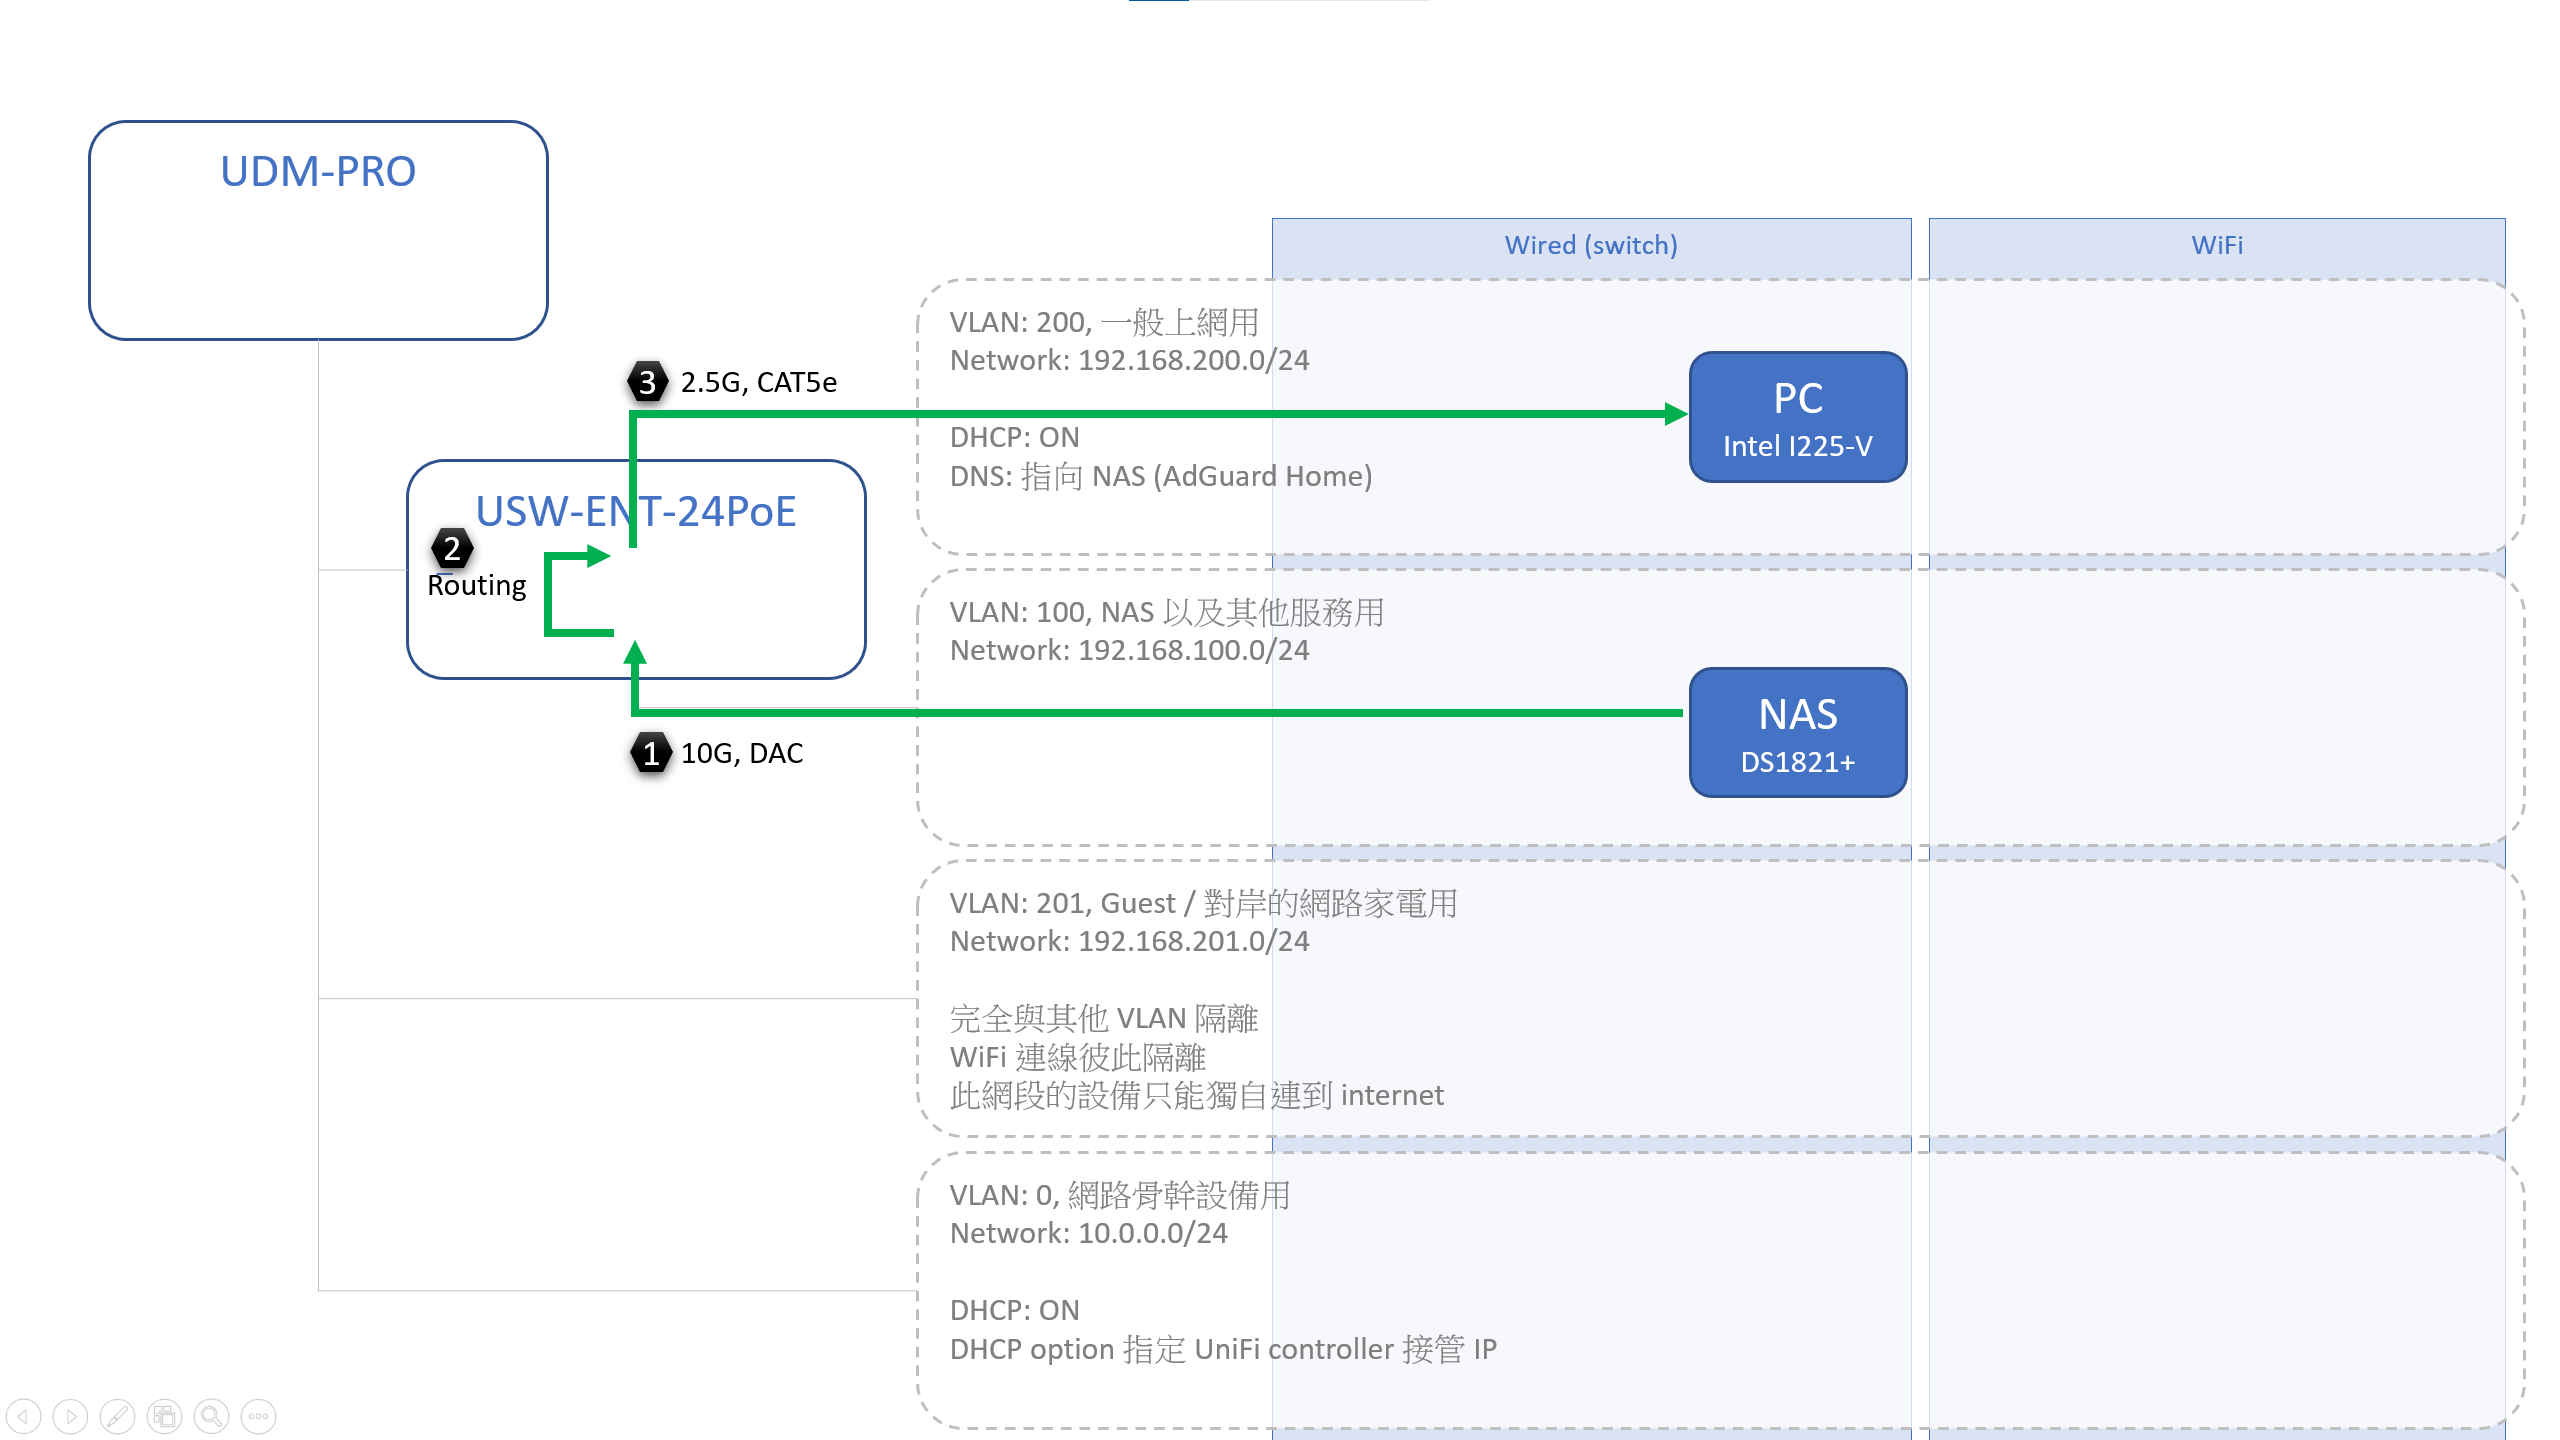 UDM-PRO
Wired (switch)
WiFi
VLAN: 200, 一般上網用
Network: 192.168.200.0/24
3
2.5G, CAT5e
PC
Intel I225-V
DHCP: ON
DNS: 指向 NAS (AdGuard Home)
USW-ENT-24PoE
2
Routing
VLAN: 100, NAS 以及其他服務用
Network: 192.168.100.0/24
NAS
DS1821+
1
10G, DAC
VLAN: 201, Guest / 對岸的網路家電用
Network: 192.168.201.0/24
完全與其他 VLAN 隔離
WiFi 連線彼此隔離
此網段的設備只能獨自連到 internet
VLAN: 0, 網路骨幹設備用
Network: 10.0.0.0/24
DHCP: ON
DHCP option 指定 UniFi controller 接管 IP